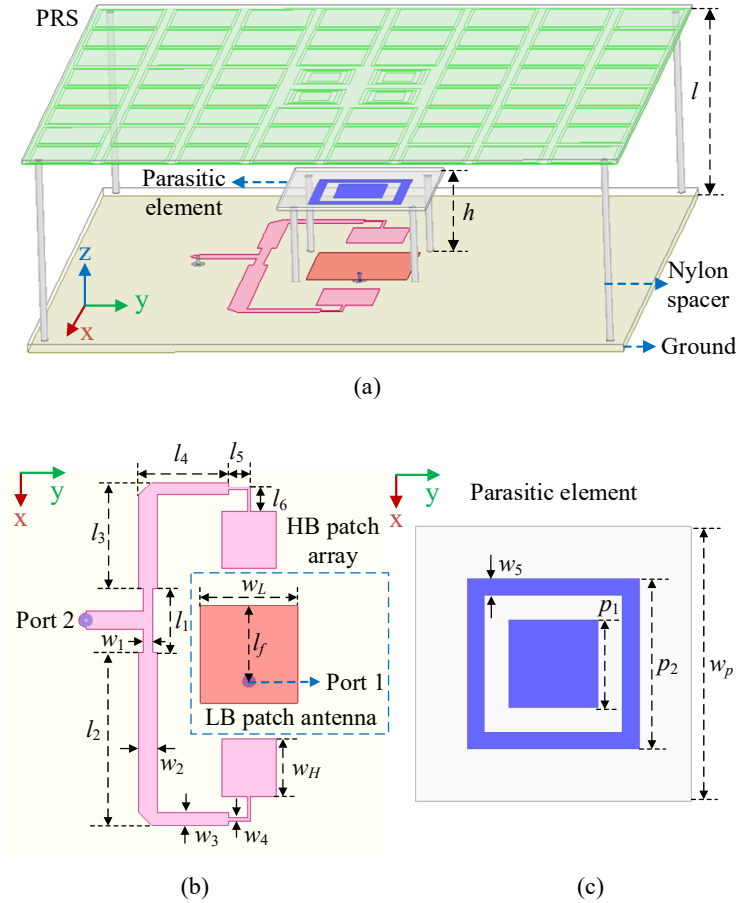 PRS
l
Parasitic
element
h
z
y
x
Nylon
spacer
Ground
(a)
l4
l5
y
x
l6
l3
HB patch
array
wL
Port 2
l1
w1
lf
Port 1
LB patch antenna
l2
w2
wH
w3
w4
(b)
y
x
Parasitic element
w5
p1
p2
wp
(c)